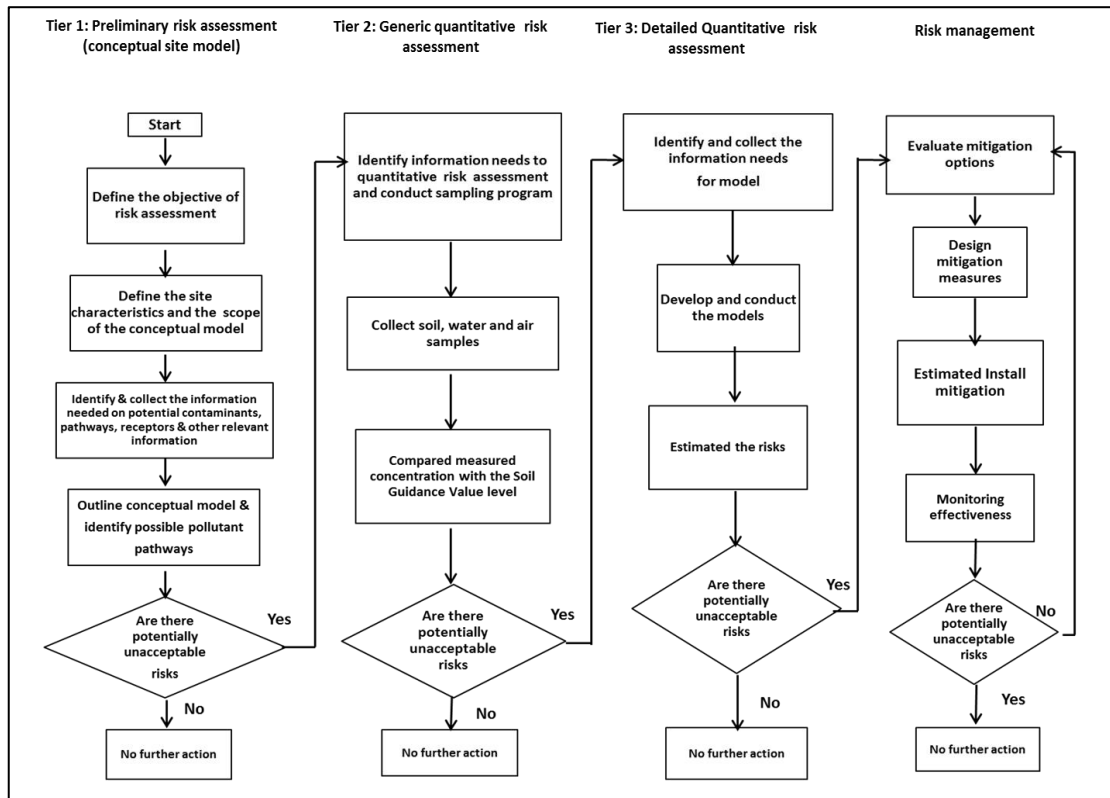 Tier 1: Preliminary risk assessment
(conceptual site model)
Start
Define the objective of
risk assessment
Define the site
characteristics and the scope
of the conceptual model
Identify & collect the information
needed on potential contaminants,
pathways, receptors & other relevant
information
Outline conceptual model &
identify possible pollutant
pathways
Are there
potentially
unacceptable
risks
Yes
No
No further action
Tier 2: Generic quantitative risk
assessment
Identify information needs to
quantitative risk assessment
and conduct sampling program
Collect soil, water and air
samples
Compared measured
concentration with the Soil
Guidance Value level
Are there
potentially
unacceptable
risks
Yes
No
No further action
Tier 3: Detailed Quantitative risk
assessment
Identify and collect the
information needs
for model
Develop and conduct
the models
Estimated the risks
Are there
potentially
unacceptable
risks
Yes
No
No further action
Risk management
Evaluate mitigation
options
Design
mitigation
measures
Estimated Install
mitigation
Monitoring
effectiveness
Are there
potentially
unacceptable
risks
No
Yes
No further action